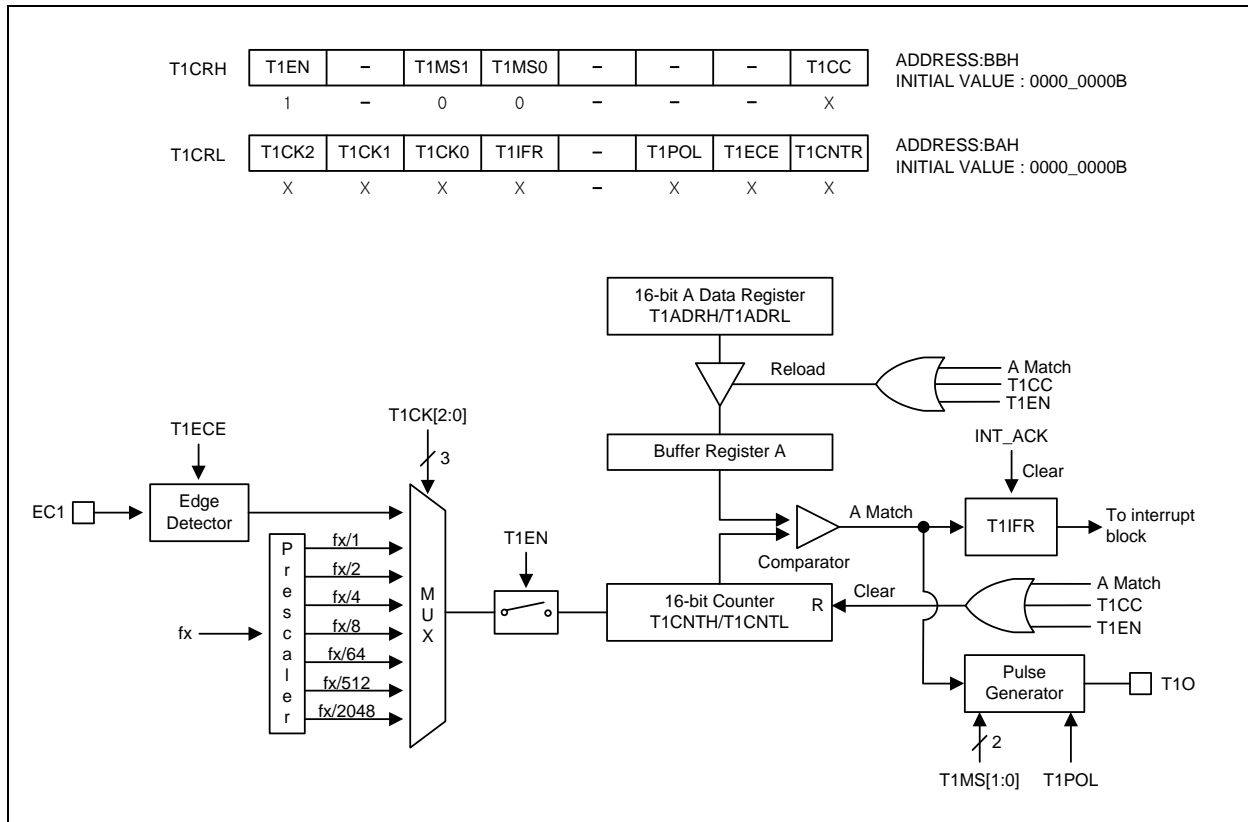 T1CRH T1EN – T1MS1 T1MS0 – – – T1CC ADDRESS:BBH
INITIAL VALUE : 0000_0000B
1 – 0 0 – – – X
T1CRL T1CK2 T1CK1 T1CK0 T1IFR – T1POL T1ECE T1CNTR ADDRESS:BAH
INITIAL VALUE : 0000_0000B
X X X X – X X X
16-bit A Data Register
T1ADRH/T1ADRL
Reload
A Match
T1CC
T1EN
T1CK[2:0]
3
T1ECE
Buffer Register A
INT_ACK
Clear
EC1
Edge
Detector
A Match
T1IFR
To interrupt
block
Comparator
Prescaler
fx/1
fx/2
fx/4
fx/8
fx/64
fx/512
fx/2048
fx
MUX
T1EN
16-bit Counter
T1CNTH/T1CNTL
R
Clear
A Match
T1CC
T1EN
Pulse
Generator
T1O
2
T1MS[1:0]
T1POL